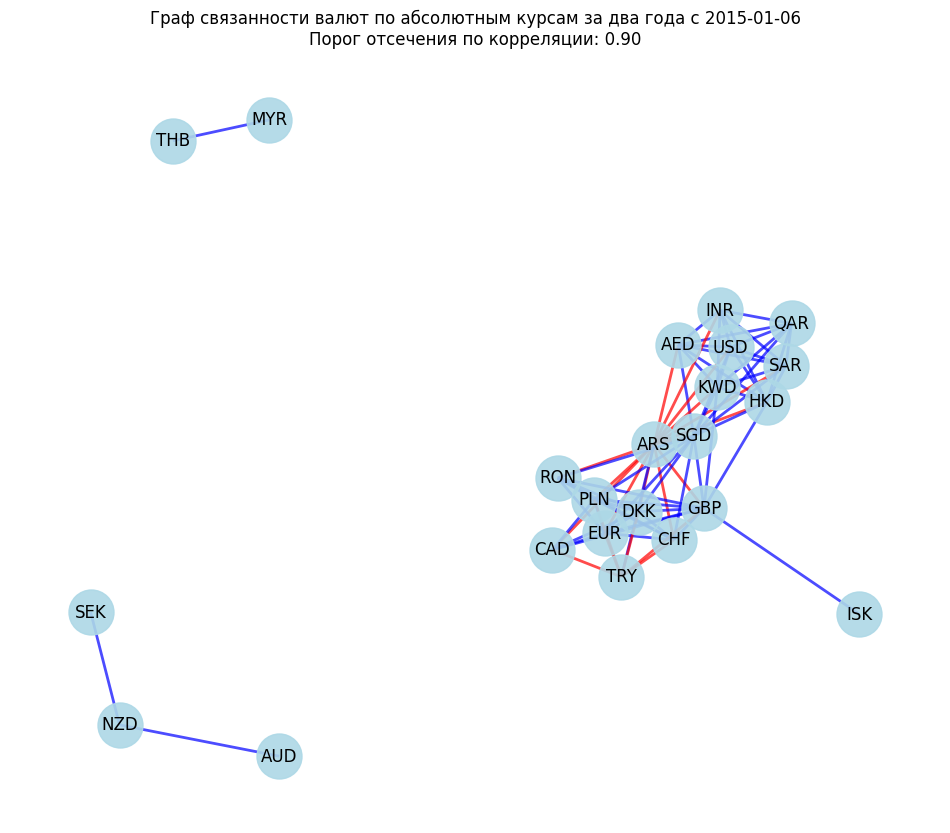 Граф связанности валют по абсолютным курсам за два года с 2015-01-06
Порог отсечения по корреляции: 0.90
MYR
THB
INR
QAR
AED
USD
SAR
KWD
HKD
SGD
ARS
RON
PLN
GBP
DKK
EUR
CHF
CAD
TRY
SEK
ISK
NZD
AUD